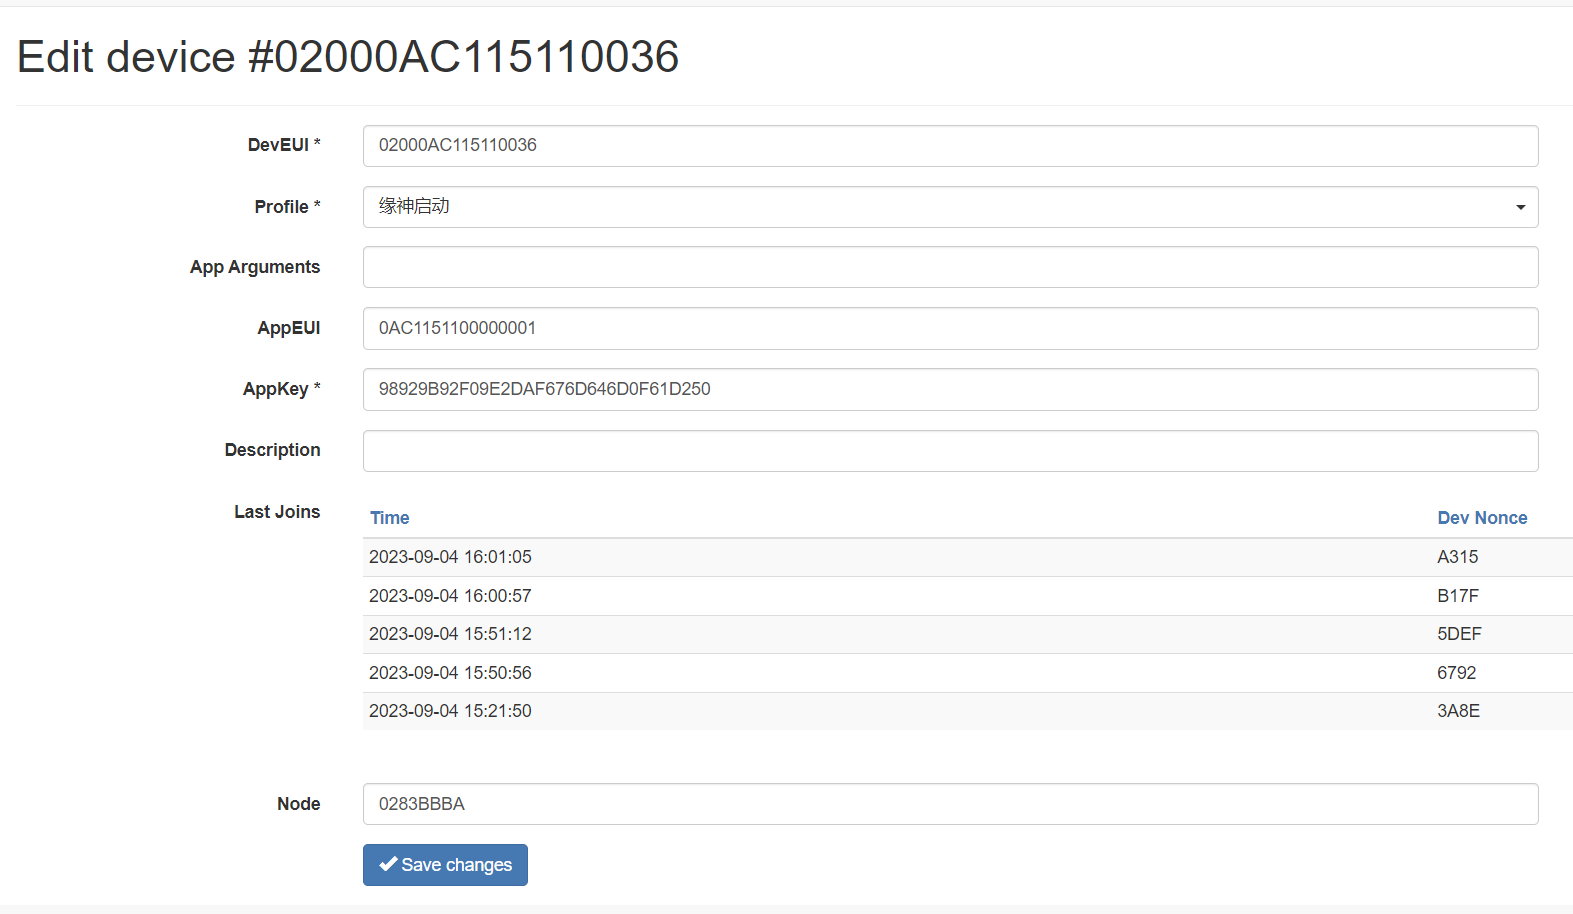 Edit device #02000AC115110036
DevEUI * 02000AC115110036
Profile * 缘神启动
App Arguments
AppEUI 0AC1151100000001
AppKey * 98929B92F09E2DAF676D646D0F61D250
Description
Last Joins
Time Dev Nonce
2023-09-04 16:01:05 A315
2023-09-04 16:00:57 B17F
2023-09-04 15:51:12 5DEF
2023-09-04 15:50:56 6792
2023-09-04 15:21:50 3A8E
Node 0283BBBA
Save changes